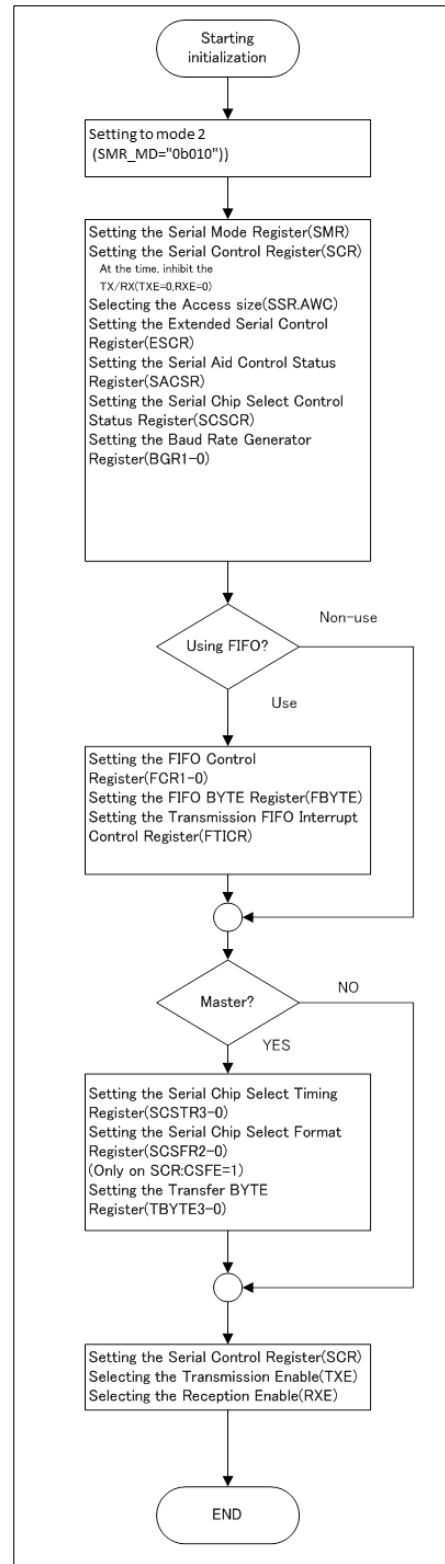 Starting
initialization
Setting to mode 2
(SMR_MD="0b010"))
Setting the Serial Mode Register(SMR)
Setting the Serial Control Register(SCR)
At the time, inhibit the
TX/RX(TXE=0,RXE=0)
Selecting the Access size(SSR.AWC)
Setting the Extended Serial Control
Register(ESCR)
Setting the Serial Aid Control Status
Register(SACSR)
Setting the Serial Chip Select Control
Status Register(SCSCR)
Setting the Baud Rate Generator
Register(BGR1-0)
Using FIFO?
Non-use
Use
Setting the FIFO Control
Register(FCR1-0)
Setting the FIFO BYTE Register(FBYTE)
Setting the Transmission FIFO Interrupt
Control Register(FTICR)
Master?
NO
YES
Setting the Serial Chip Select Timing
Register(SCSTR3-0)
Setting the Serial Chip Select Format
Register(SCSFR2-0)
(Only on SCR:CSFE=1)
Setting the Transfer BYTE
Register(TBYTE3-0)
Setting the Serial Control Register(SCR)
Selecting the Transmission Enable(TXE)
Selecting the Reception Enable(RXE)
END